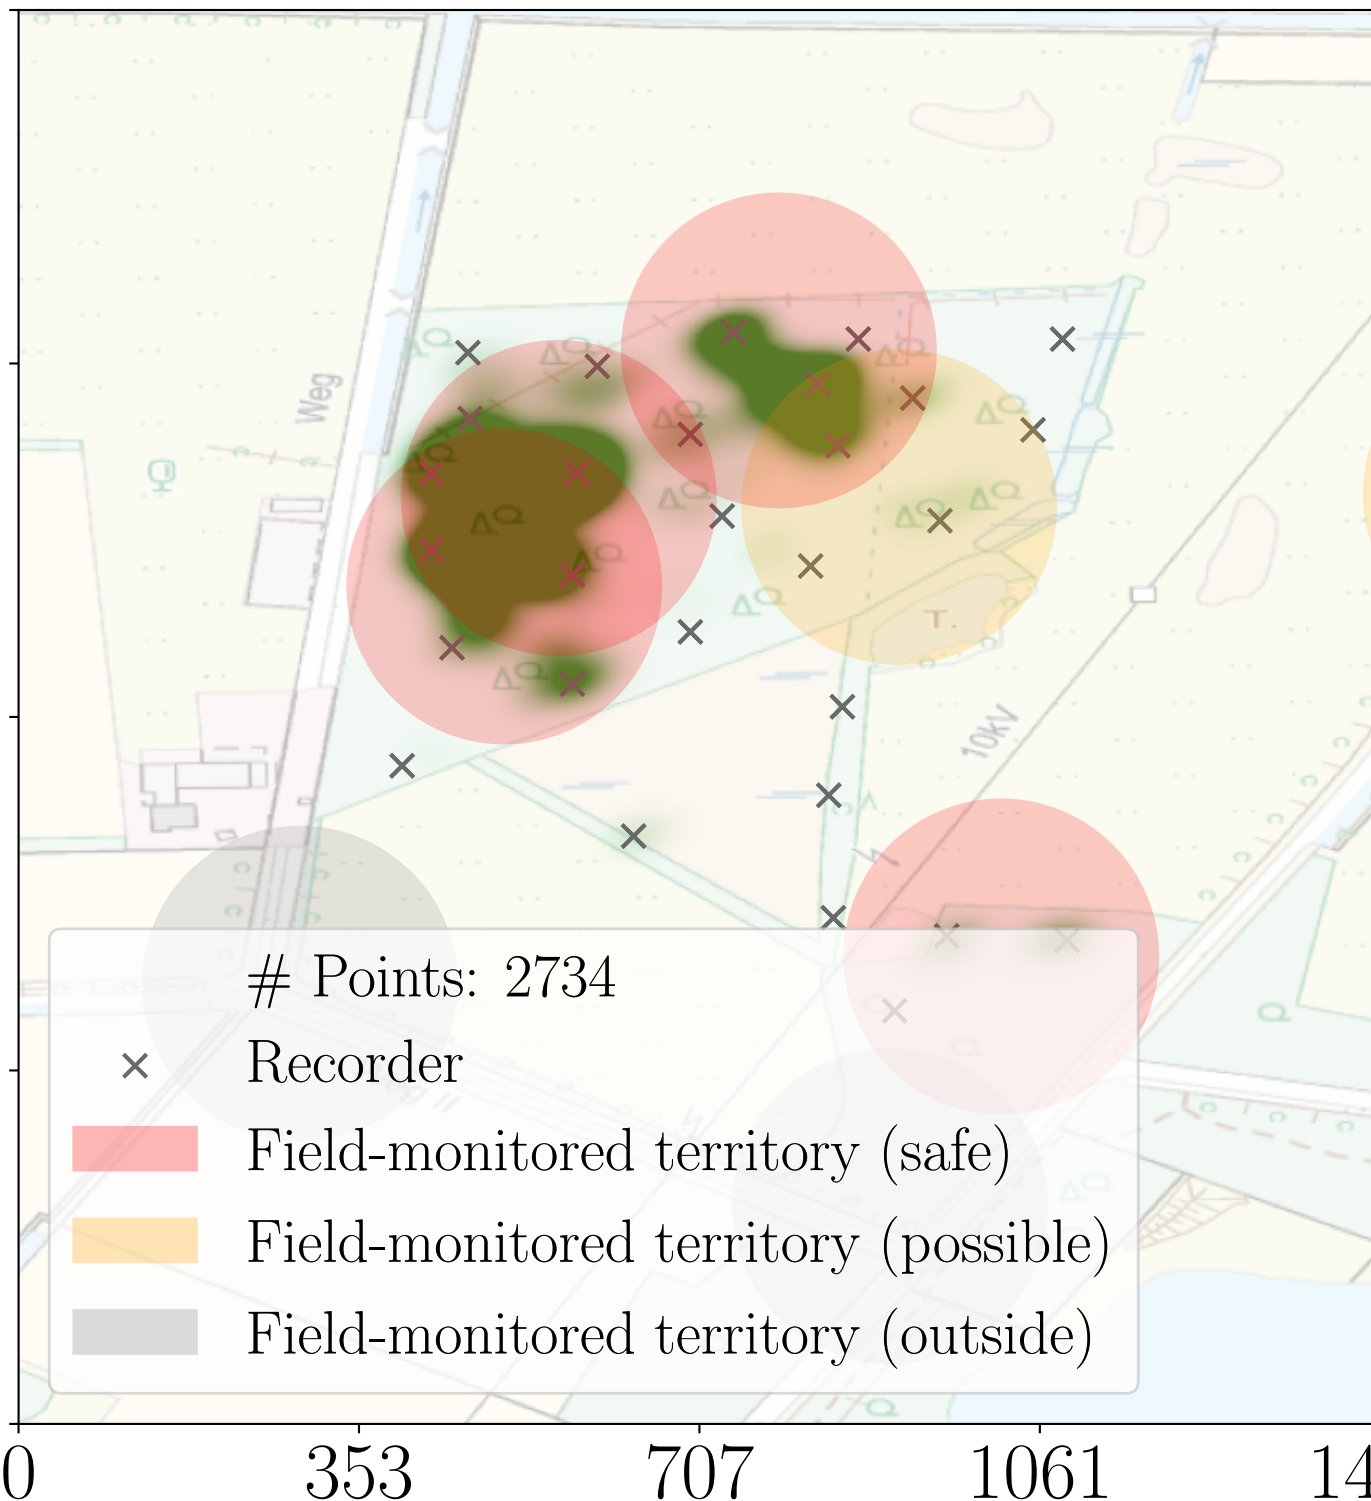 Weg
T.
10kV
# Points: 2734
Recorder
Field-monitored territory (safe)
Field-monitored territory (possible)
Field-monitored territory (outside)
0 353 707 1061